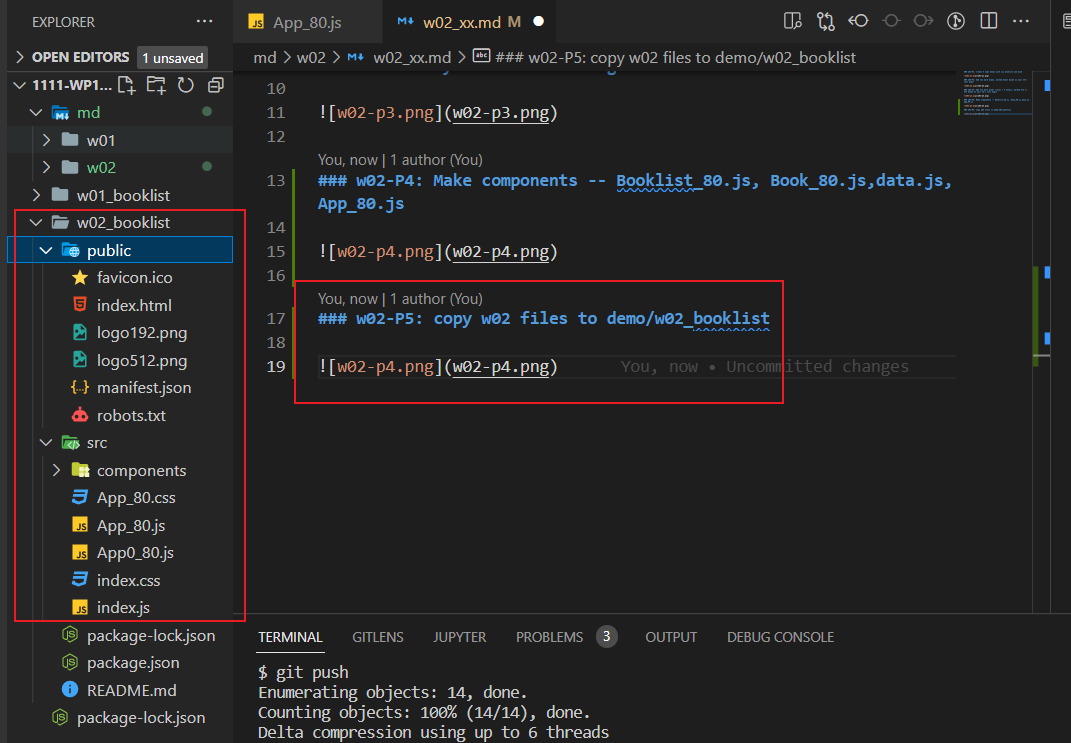 EXPLORER
OPEN EDITORS 1 unsaved
1111-WP1...
md
w01
w02
w01_booklist
w02_booklist
public
favicon.ico
index.html
logo192.png
logo512.png
manifest.json
robots.txt
src
components
App_80.css
App_80.js
App0_80.js
index.css
index.js
package-lock.json
package.json
README.md
package-lock.json
App_80.js
w02_xx.md M
md > w02 > w02_xx.md > ### w02-P5: copy w02 files to demo/w02_booklist
10
11 ![w02-p3.png](w02-p3.png)
12
You, now | 1 author (You)
13 ### w02-P4: Make components -- Booklist_80.js, Book_80.js,data.js,
App_80.js
14
15 ![w02-p4.png](w02-p4.png)
16
You, now | 1 author (You)
17 ### w02-P5: copy w02 files to demo/w02_booklist
18
19 ![w02-p4.png](w02-p4.png) You, now • Uncommitted changes
TERMINAL GITLENS JUPYTER PROBLEMS 3 OUTPUT DEBUG CONSOLE
$ git push
Enumerating objects: 14, done.
Counting objects: 100% (14/14), done.
Delta compression using up to 6 threads